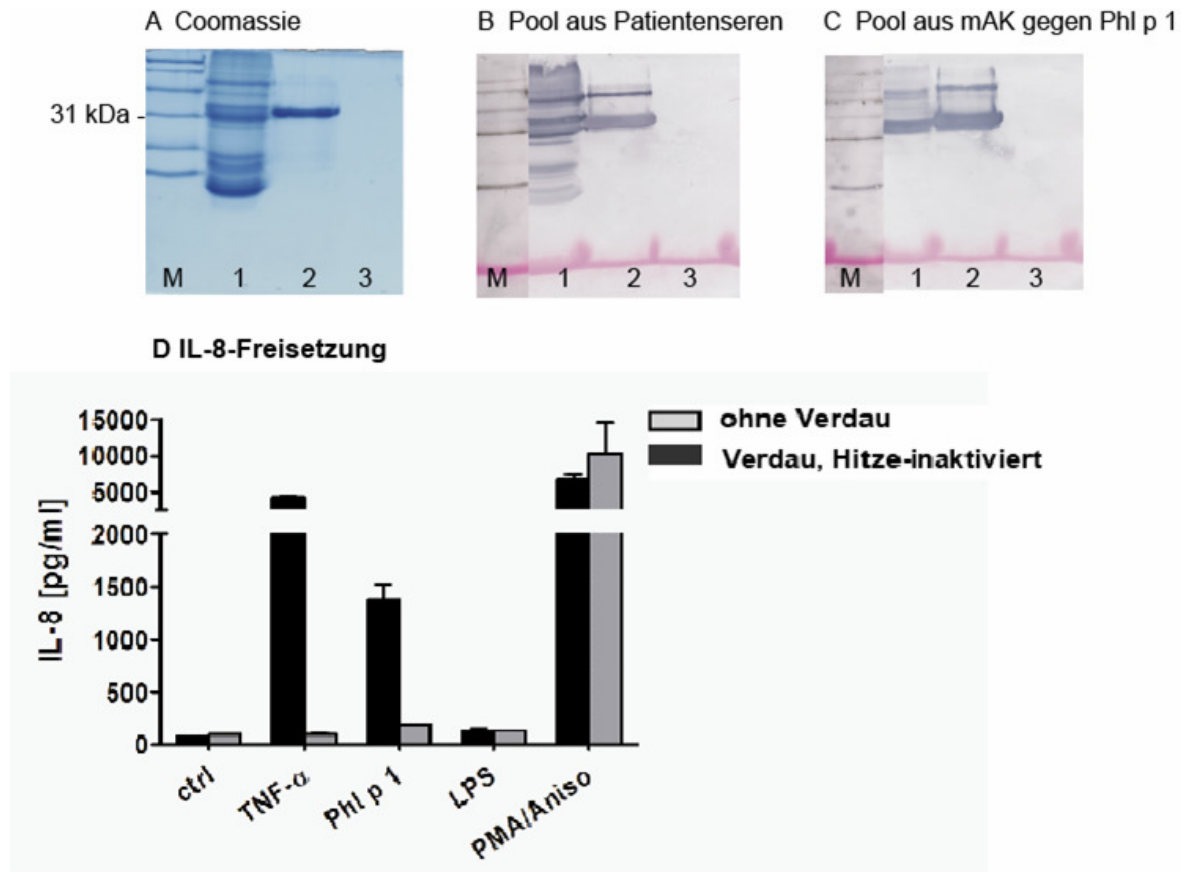 A Coomassie
B Pool aus Patientenseren
C Pool aus mAK gegen Phl p 1
31 kDa -
M 1 2 3
M 1 2 3
M 1 2 3
D IL-8-Freisetzung
ohne Verdau
Verdau, Hitze-inaktiviert
IL-8 [pg/ml]
15000
10000
5000
2000
1500
1000
500
0
ctrl
TNF-α
Phl p 1
LPS
PMA/Aniso